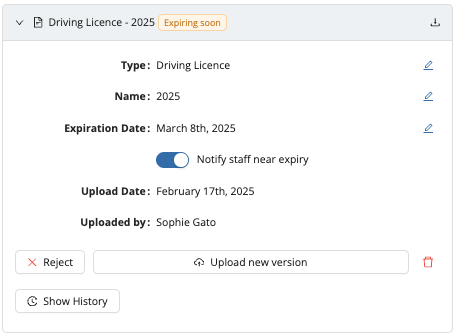 Driving Licence - 2025 Expiring soon
Type: Driving Licence
Name: 2025
Expiration Date: March 8th, 2025
Notify staff near expiry
Upload Date: February 17th, 2025
Uploaded by: Sophie Gato
Reject Upload new version
Show History